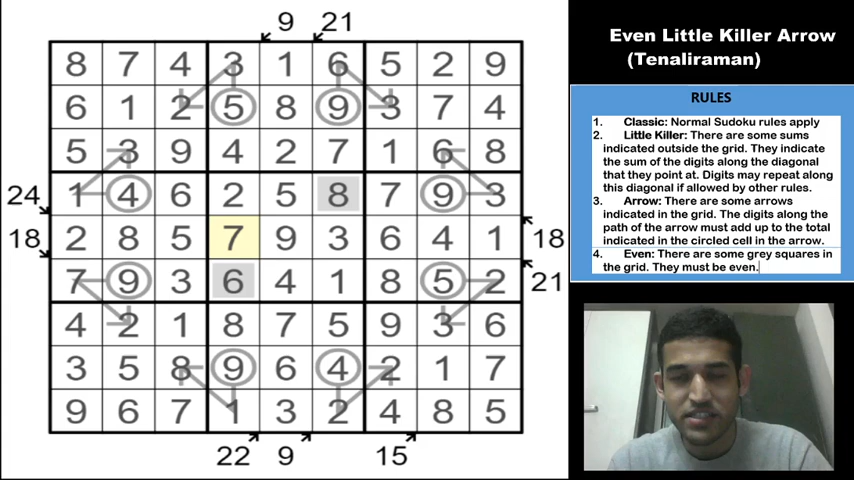 9 21
Even Little Killer Arrow
(Tenaliraman)
8 7 4 3 1 6 5 2 9
6 1 2 5 8 9 3 7 4
5 3 9 4 2 7 1 6 8
24 1 4 6 2 5 8 7 9 3
2 8 5 7 9 3 6 4 1
18 18
7 9 3 6 4 1 8 5 2 21
4 2 1 8 7 5 9 3 6
3 5 8 9 6 4 2 1 7
9 6 7 1 3 2 4 8 5
22 9 15
RULES
1. Classic: Normal Sudoku rules apply
2. Little Killer: There are some sums
indicated outside the grid. They indicate
the sum of the digits along the diagonal
that they point at. Digits may repeat along
this diagonal if allowed by other rules.
3. Arrow: There are some arrows
indicated in the grid. The digits along the
path of the arrow must add up to the total
indicated in the circled cell in the arrow.
4. Even: There are some grey squares in
the grid. They must be even.